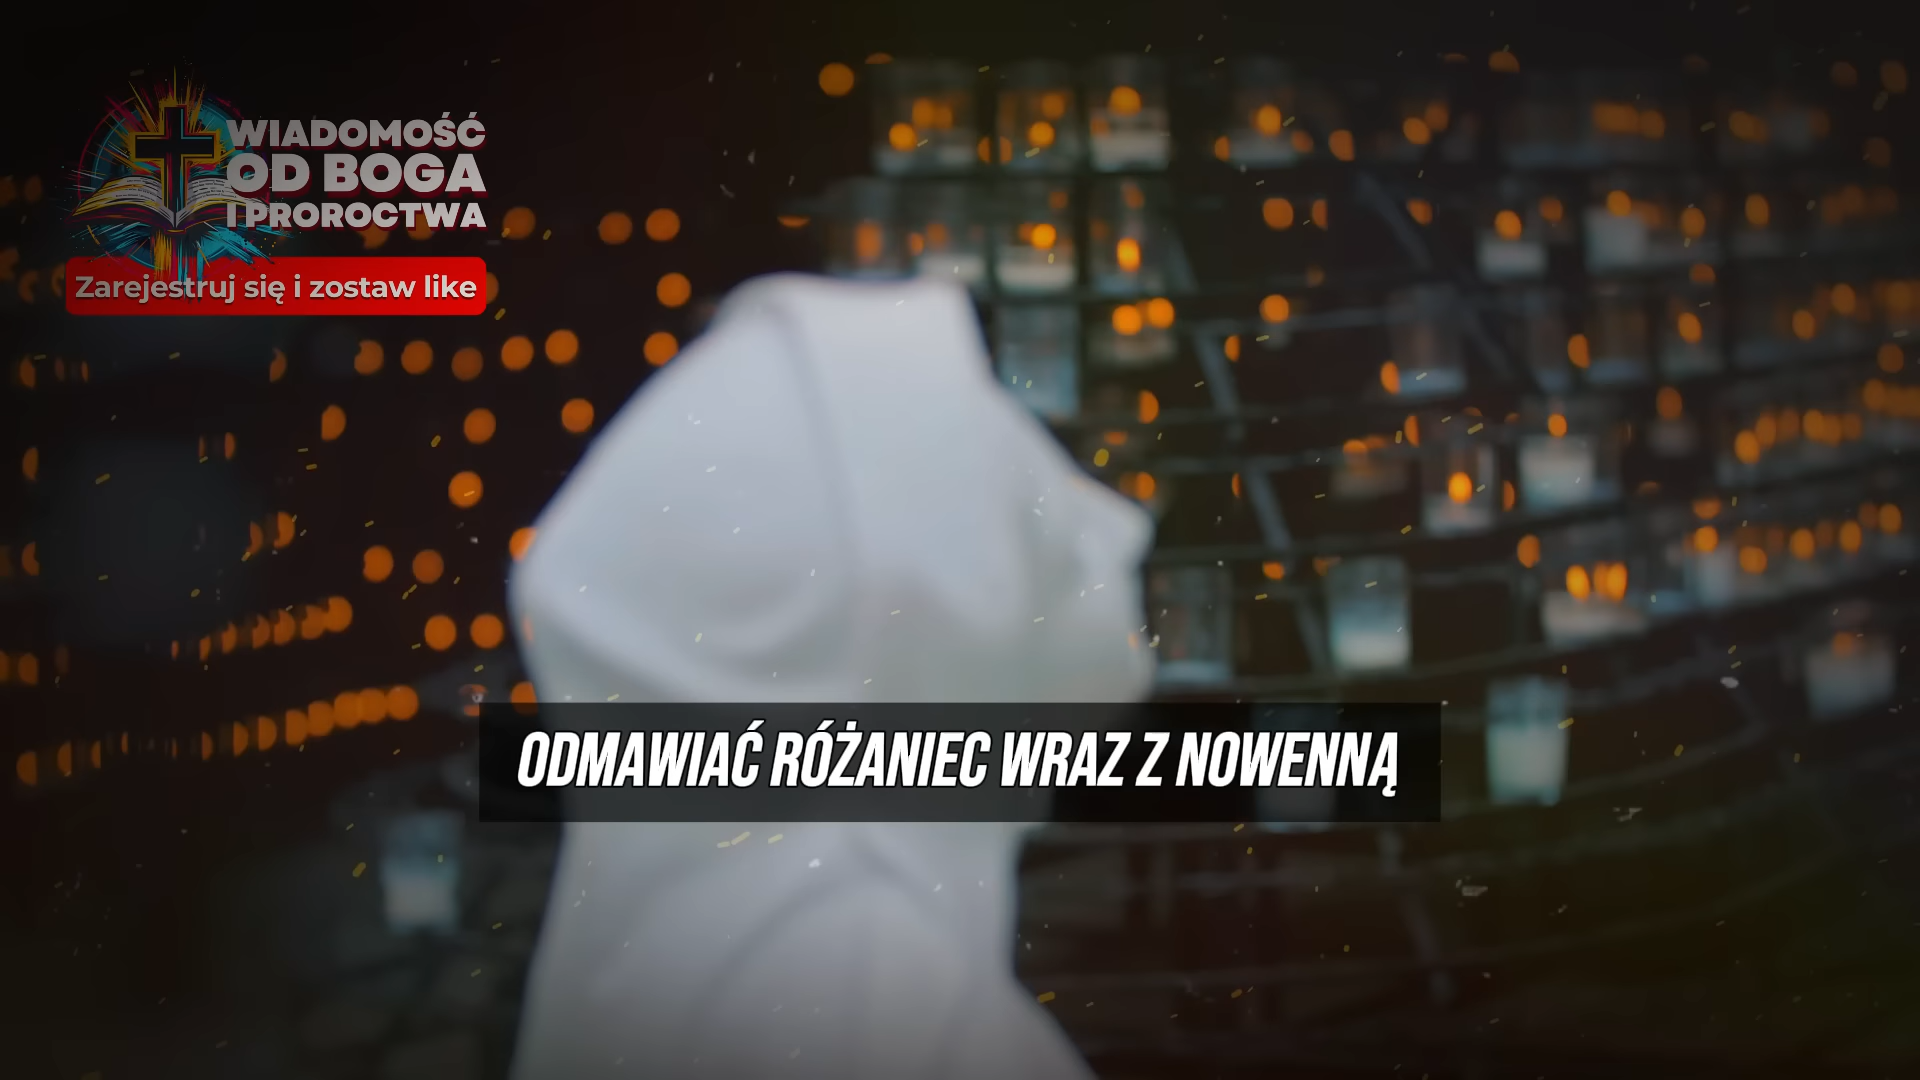 WIADOMOŚĆ
OD BOGA
I PROROCTWA
Zarejestruj się i zostaw like
ODMAWIAĆ RÓŻANIEC WRAZ Z NOWENNĄ